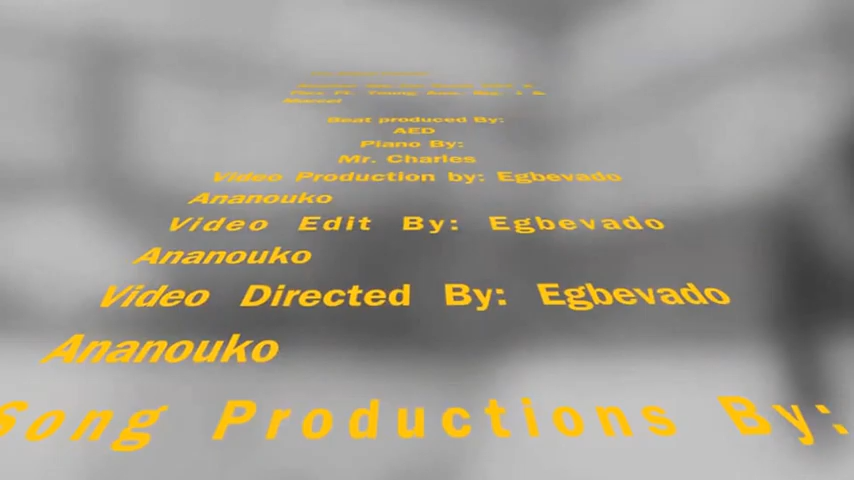 Marcel
Beat produced By:
AED
Piano By:
Mr. Charles
Video Production by: Egbevado
Ananouko
Video Edit By: Egbevado
Ananouko
Video Directed By: Egbevado
Ananouko
Song Productions By: